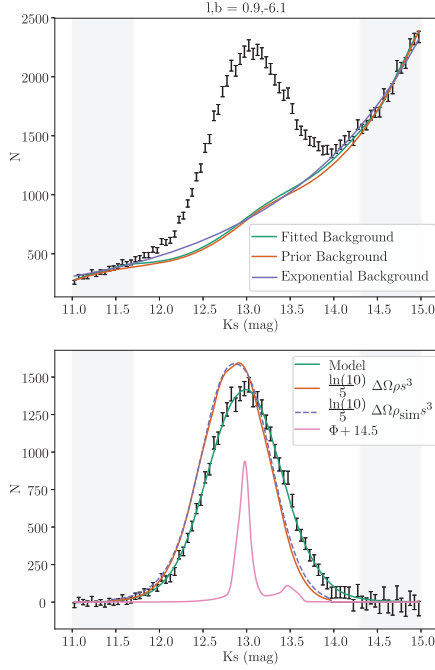 l,b = 0.9,-6.1
2500
2000
1500
1000
500
N
Fitted Background
Prior Background
Exponential Background
11.0 11.5 12.0 12.5 13.0 13.5 14.0 14.5 15.0
Ks (mag)
1500
1250
1000
750
500
250
0
N
Model
ln(10)/5 ΔΩρs³
ln(10)/5 ΔΩρsim s³
Φ + 14.5
11.0 11.5 12.0 12.5 13.0 13.5 14.0 14.5 15.0
Ks (mag)